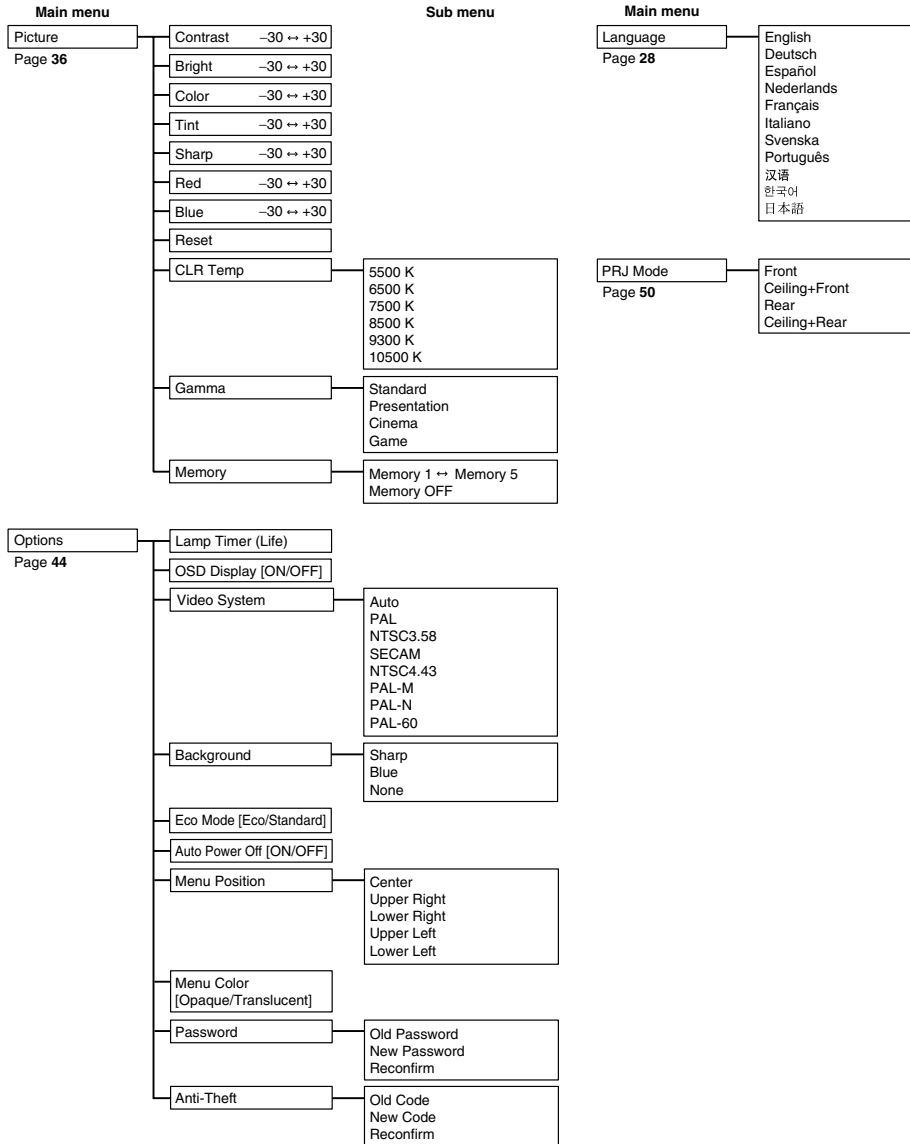 Main menu
Sub menu
Main menu
Picture
Page 36
Contrast −30 ↔ +30
Bright −30 ↔ +30
Color −30 ↔ +30
Tint −30 ↔ +30
Sharp −30 ↔ +30
Red −30 ↔ +30
Blue −30 ↔ +30
Reset
CLR Temp
5500 K
6500 K
7500 K
8500 K
9300 K
10500 K
Gamma
Standard
Presentation
Cinema
Game
Memory
Memory 1 ↔ Memory 5
Memory OFF
Language
Page 28
English
Deutsch
Español
Nederlands
Français
Italiano
Svenska
Português
汉语
한국어
日本語
PRJ Mode
Page 50
Front
Ceiling+Front
Rear
Ceiling+Rear
Options
Page 44
Lamp Timer (Life)
OSD Display [ON/OFF]
Video System
Auto
PAL
NTSC3.58
SECAM
NTSC4.43
PAL-M
PAL-N
PAL-60
Background
Sharp
Blue
None
Eco Mode [Eco/Standard]
Auto Power Off [ON/OFF]
Menu Position
Center
Upper Right
Lower Right
Upper Left
Lower Left
Menu Color
[Opaque/Translucent]
Password
Old Password
New Password
Reconfirm
Anti-Theft
Old Code
New Code
Reconfirm